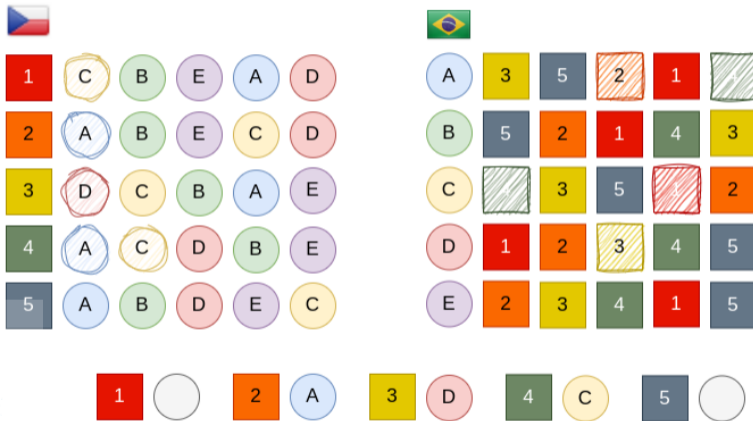 1 C B E A D
2 A B E C D
3 D C B A E
4 A C D B E
5 A B D E C
A 3 5 2 1
B 5 2 1 4 3
C 3 5 1 2
D 1 2 3 4 5
E 2 3 4 1 5
1 2 A 3 D 4 C 5